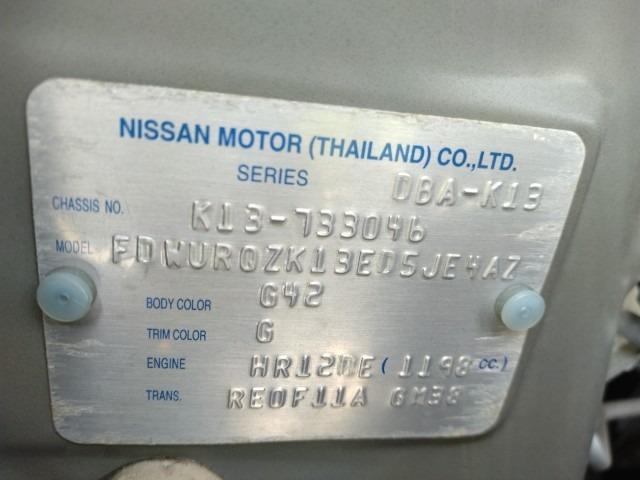 NISSAN MOTOR (THAILAND) CO.,LTD.
SERIES DBA-K13
CHASSIS NO. K13-733046
MODEL FDWURQZK13ED5JE4AZ
BODY COLOR G42
TRIM COLOR G
ENGINE HR12DE ( 1198 cc.)
TRANS. RE0F11A GM38